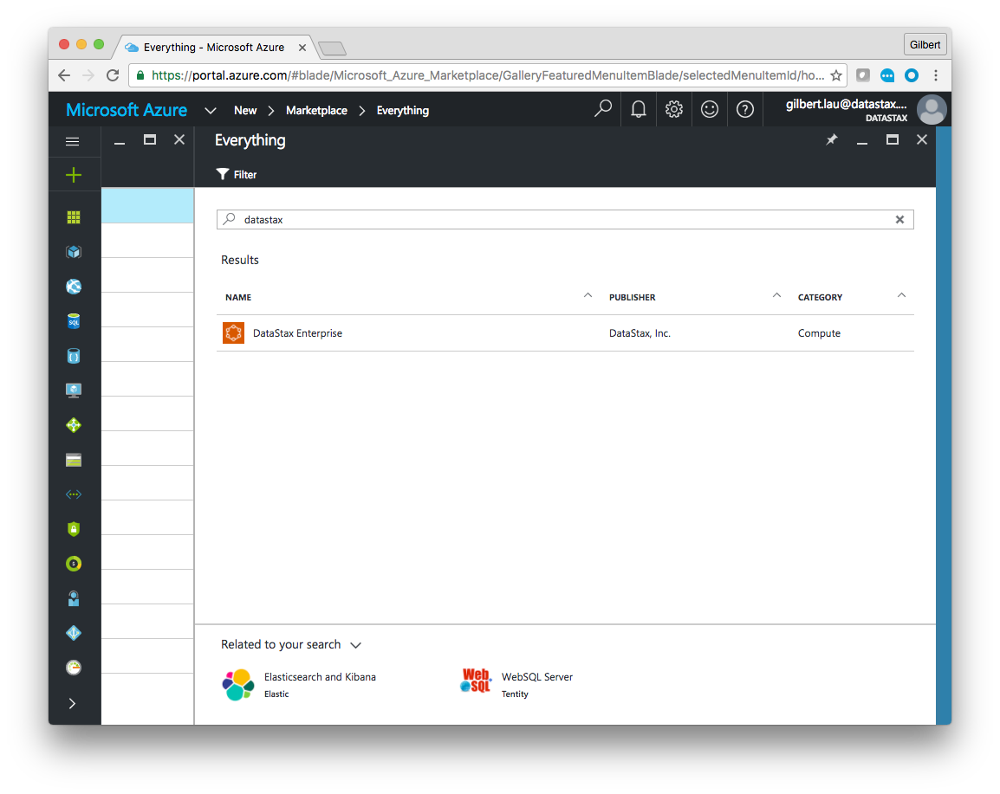 Everything - Microsoft Azure
Gilbert
https://portal.azure.com/#blade/Microsoft_Azure_Marketplace/GalleryFeaturedMenuItemBlade/selectedMenuItemId/ho...
Microsoft Azure
New
Marketplace
Everything
gilbert.lau@datastax....
DATASTAX
Everything
Filter
datastax
Results
NAME
PUBLISHER
CATEGORY
SQL
DataStax Enterprise
DataStax, Inc.
Compute
Related to your search
Web SQL
Elasticsearch and Kibana
Elastic
WebSQL Server
Tentity